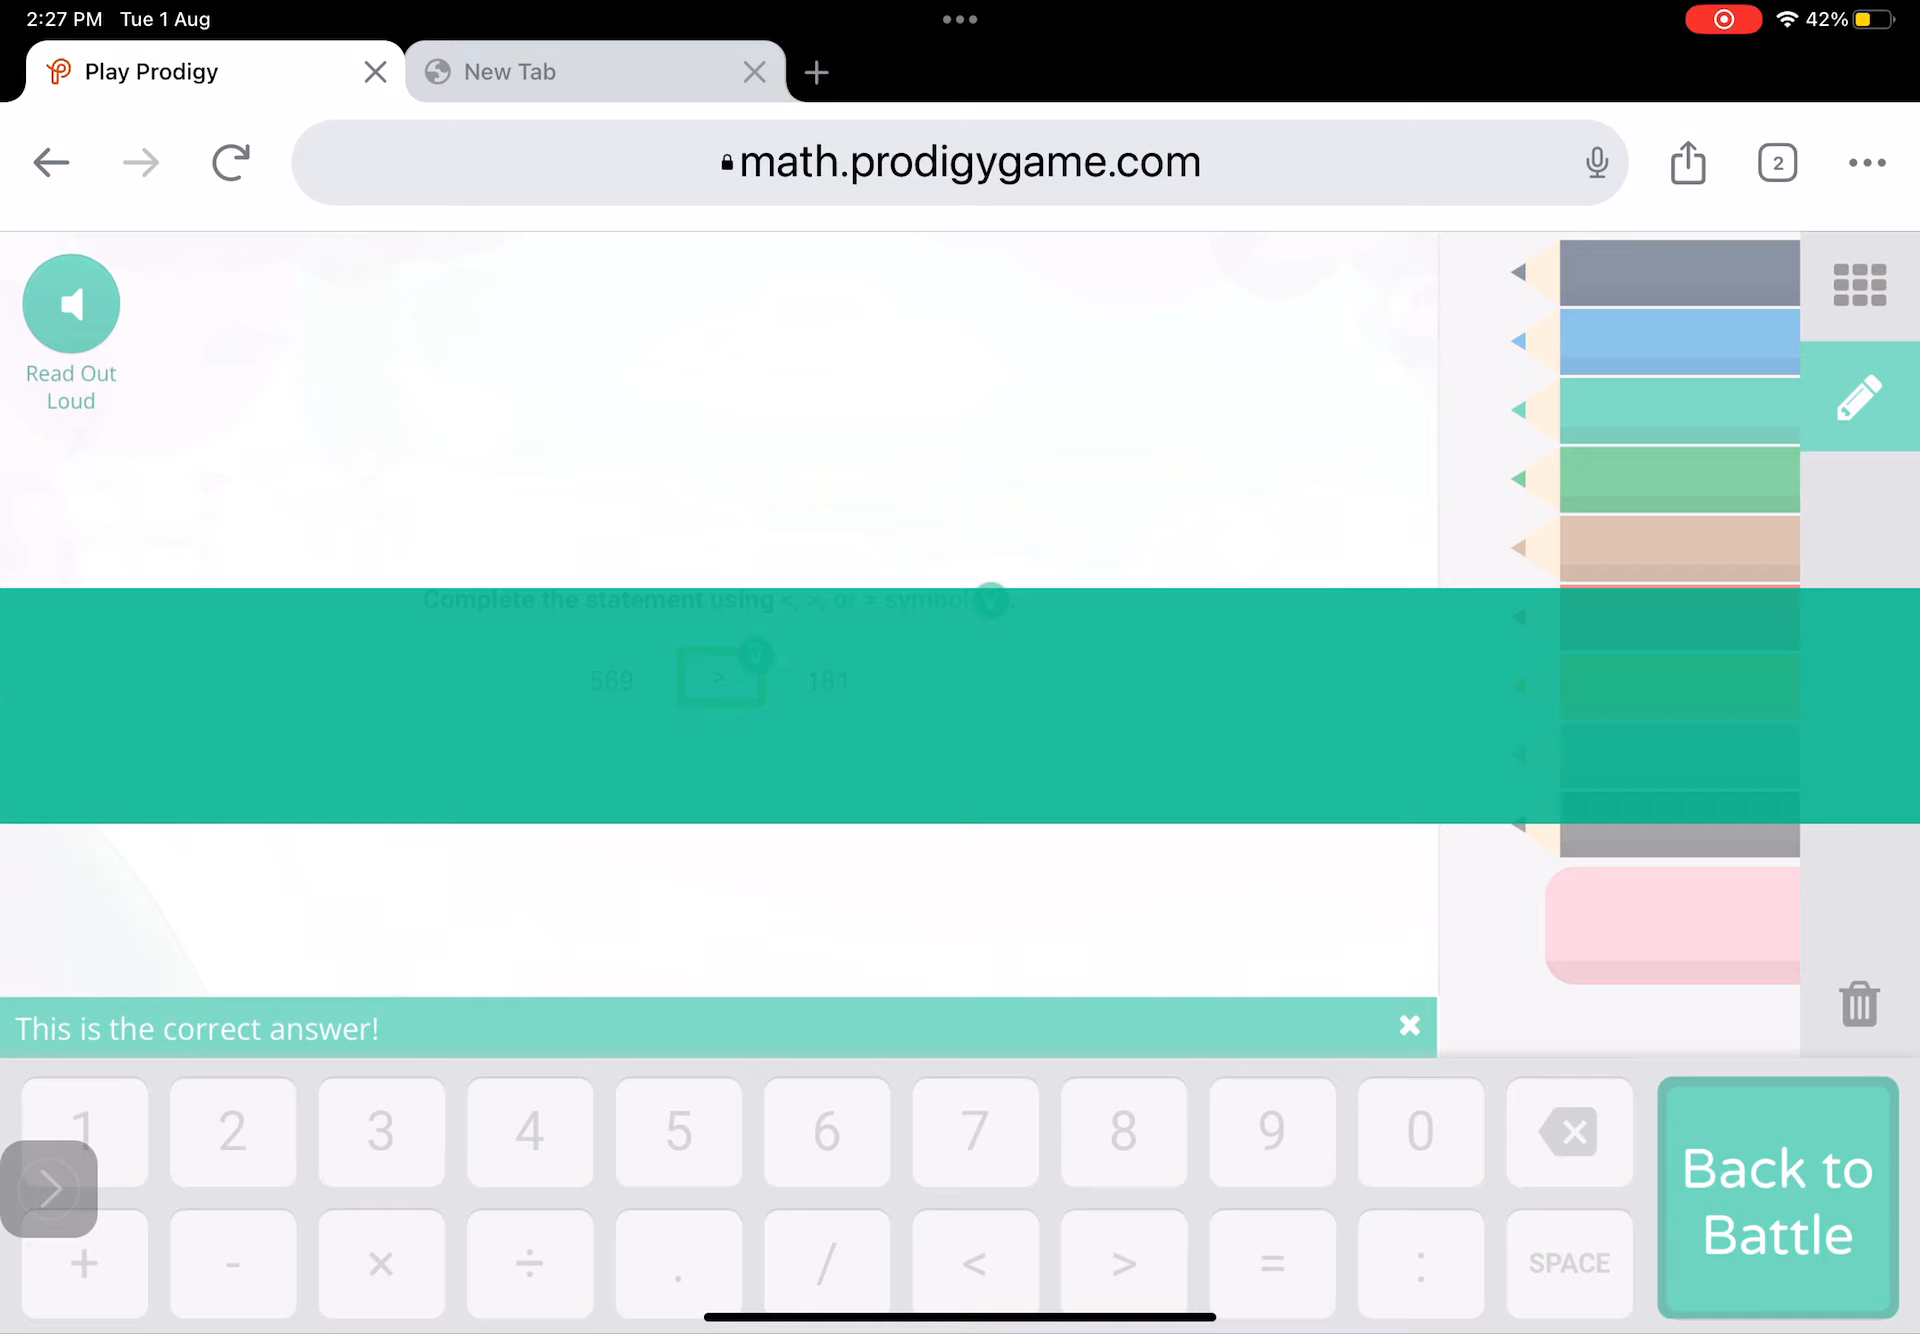 2:27 PM Tue 1 Aug
42%
Play Prodigy
New Tab
math.prodigygame.com
2
Read Out
Loud
Complete the statement using <, >, or = symbol
569 > 181
This is the correct answer!
1 2 3 4 5 6 7 8 9 0
+ - × ÷ . / < > = : SPACE
Back to
Battle